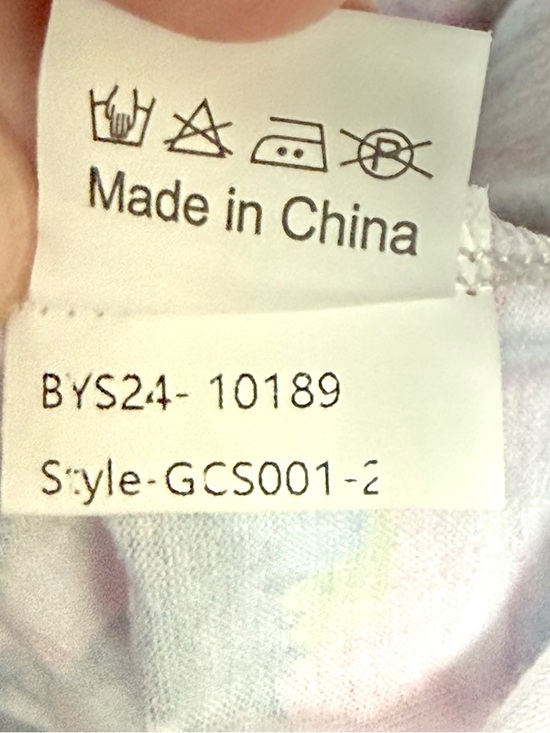 P
Made in China
BYS24- 10189
Style-GCS001-2